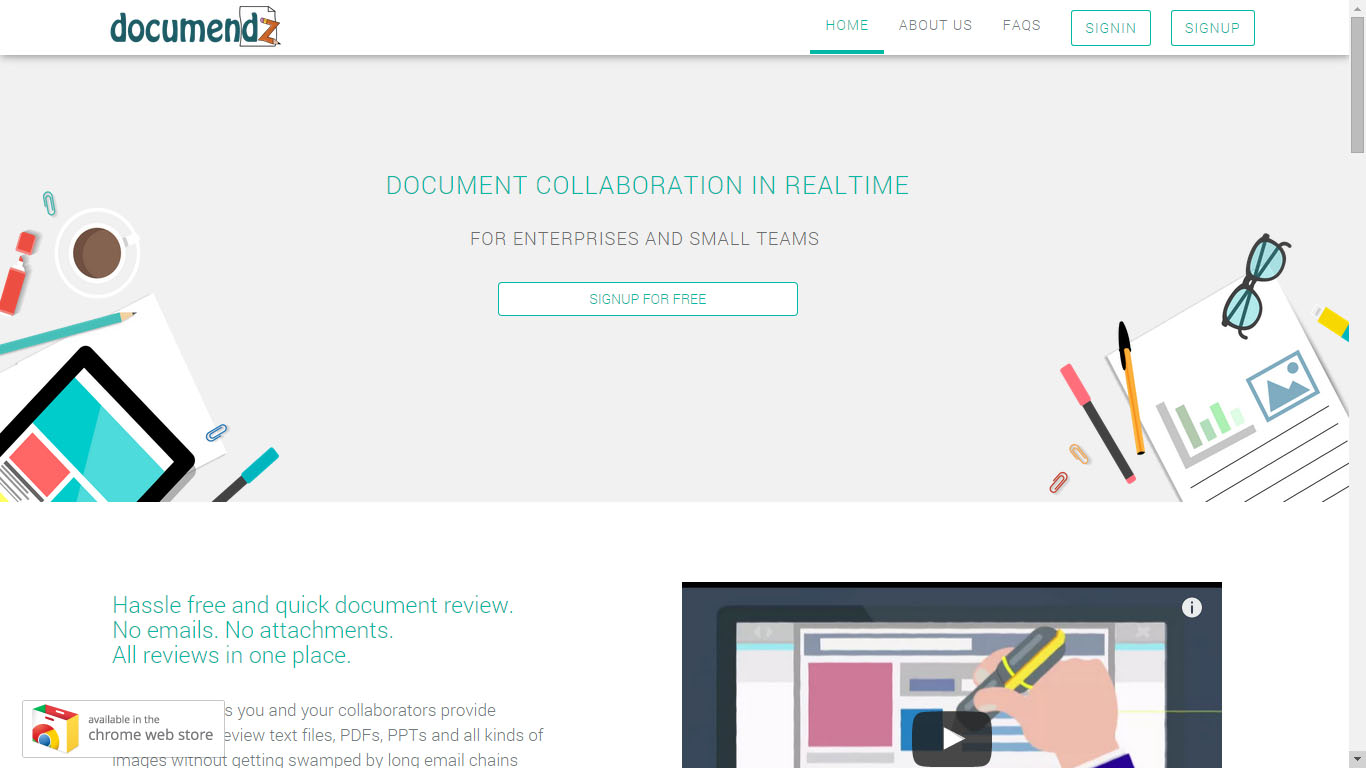 documendz
HOME
ABOUT US
FAQS
SIGNIN
SIGNUP
DOCUMENT COLLABORATION IN REALTIME
FOR ENTERPRISES AND SMALL TEAMS
SIGNUP FOR FREE
Hassle free and quick document review.
No emails. No attachments.
All reviews in one place.
s you and your collaborators provide
eview text files, PDFs, PPTs and all kinds of
images without getting swamped by long email chains
available in the
chrome web store